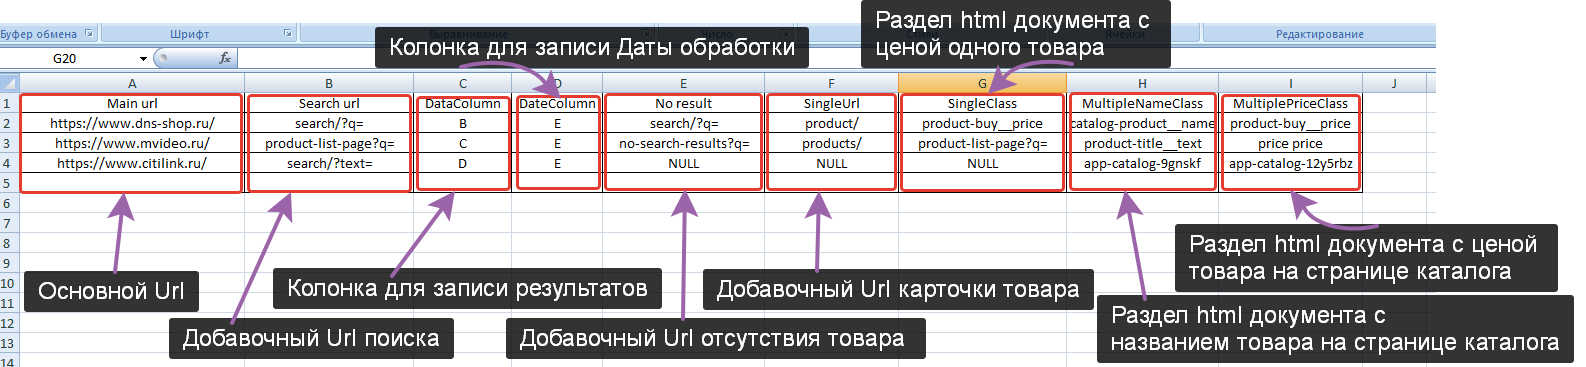 Раздел html документа с
ценой одного товара
Колонка для записи Даты обработки
Буфер обмена
Шрифт
Выравнивание
Число
Ячейки
Редактирование
G20
fx
A B C D E F G H I J
1 Main url Search url DataColumn DateColumn No result SingleUrl SingleClass MultipleNameClass MultiplePriceClass
2 https://www.dns-shop.ru/ search/?q= B E search/?q= product/ product-buy__price catalog-product__name product-buy__price
3 https://www.mvideo.ru/ product-list-page?q= C E no-search-results?q= products/ product-list-page?q= product-title__text price price
4 https://www.citilink.ru/ search/?text= D E NULL NULL NULL app-catalog-9gnskf app-catalog-12y5rbz
5
6
7
8
9
10
11
12
13
14
Раздел html документа с ценой
товара на странице каталога
Основной Url
Колонка для записи результатов
Добавочный Url карточки товара
Раздел html документа с
названием товара на странице каталога
Добавочный Url поиска
Добавочный Url отсутствия товара